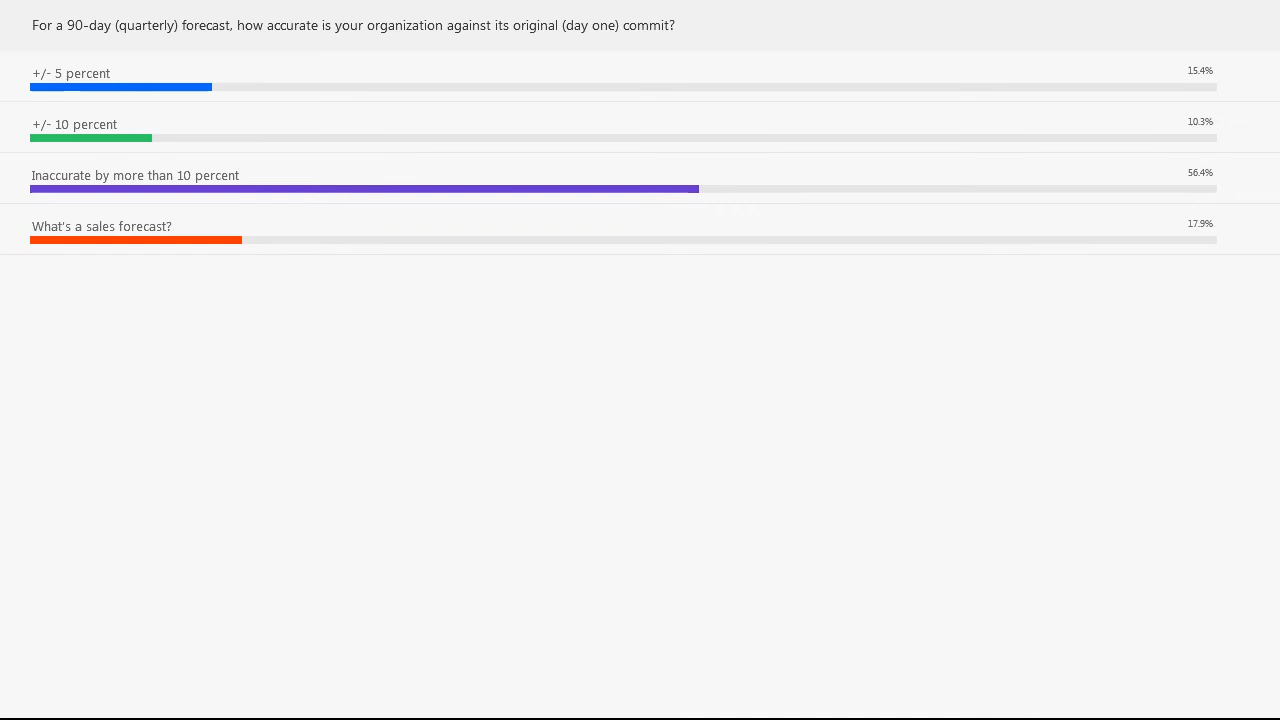 For a 90-day (quarterly) forecast, how accurate is your organization against its original (day one) commit?
+/- 5 percent
15.4%
+/- 10 percent
10.3%
Inaccurate by more than 10 percent
56.4%
What's a sales forecast?
17.9%